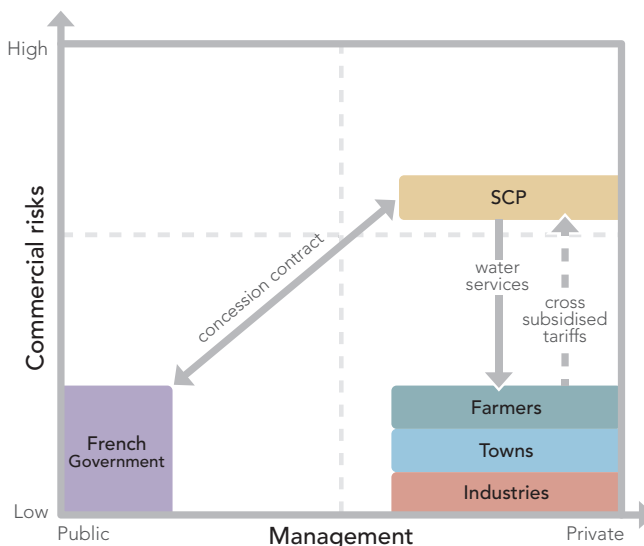 High
Commercial risks
SCP
concession contract
water
services
cross
subsidised
tariffs
French
Government
Farmers
Towns
Industries
Low
Public
Management
Private